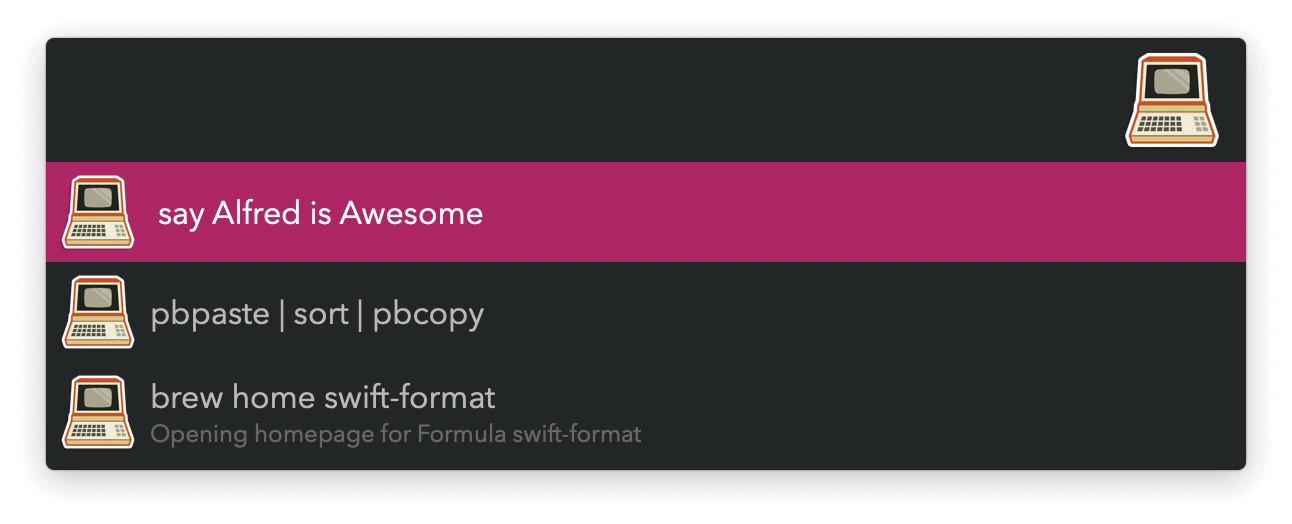 say Alfred is Awesome
pbpaste | sort | pbcopy
brew home swift-format
Opening homepage for Formula swift-format